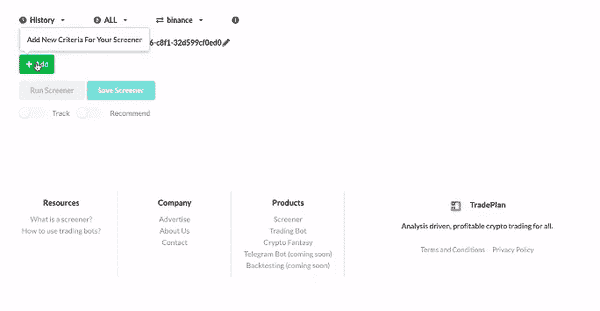 History ALL binance
Add New Criteria For Your Screener
6-c8f1-32d599cf0ed0
+ Add
Run Screener Save Screener
Track Recommend
Resources
What is a screener?
How to use trading bots?
Company
Advertise
About Us
Contact
Products
Screener
Trading Bot
Crypto Fantasy
Telegram Bot (coming soon)
Backtesting (coming soon)
TradePlan
Analysis driven, profitable crypto trading for all.
Terms and Conditions Privacy Policy